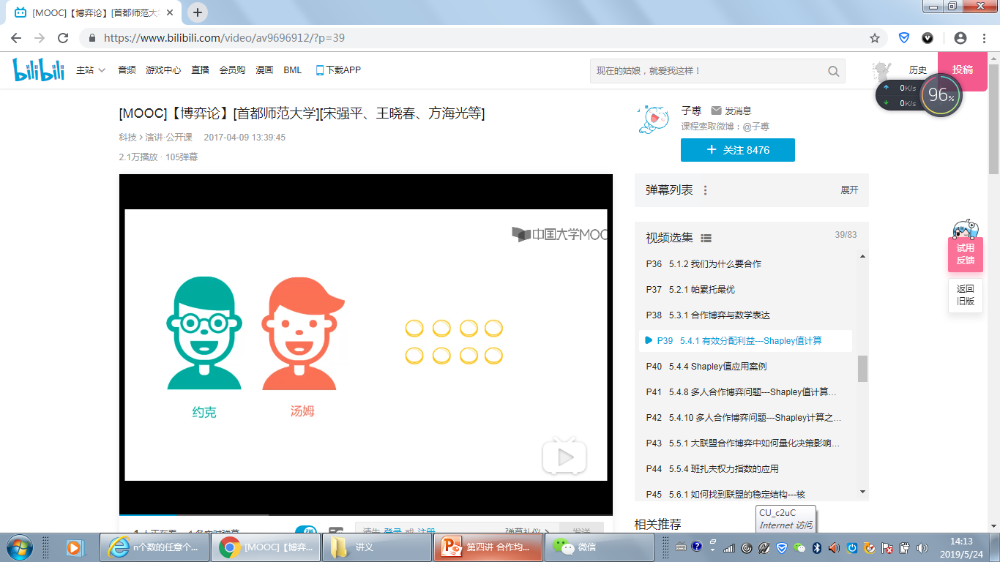 [MOOC]【博弈论】[首都师范大
https://www.bilibili.com/video/av9696912/?p=39
bilibili 主站 音频 游戏中心 直播 会员购 漫画 BML 下载APP 现在的姑娘，就爱我这样！ 历史 投稿
0K/s
0K/s
96%
[MOOC]【博弈论】[首都师范大学][宋强平、王晓春、方海光等]
科技 > 演讲·公开课 2017-04-09 13:39:45
2.1万播放 · 105弹幕
子尊 发消息
课程索取微博：@子尊
+ 关注 8476
弹幕列表 展开
视频选集 39/83
P36 5.1.2 我们为什么要合作
P37 5.2.1 帕累托最优
P38 5.3.1 合作博弈与数学表达
P39 5.4.1 有效分配利益---Shapley值计算
P40 5.4.4 Shapley值应用案例
P41 5.4.8 多人合作博弈问题---Shapley值计算…
P42 5.4.10 多人合作博弈问题---Shapley计算之…
P43 5.5.1 大联盟合作博弈中如何量化决策影响…
P44 5.5.4 班扎夫权力指数的应用
P45 5.6.1 如何找到联盟的稳定结构---核
中国大学MOOC
约克 汤姆
试用
反馈
返回
旧版
相关推荐
CU_c2uC
Internet 访问
1 人正在看 1 条实时弹幕 弹 请先 登录 或 注册 弹幕礼仪 > 发送
n个数的任意个... [MOOC]【博弈... 讲义 第四讲 合作均... 微信
14:13
2019/5/24